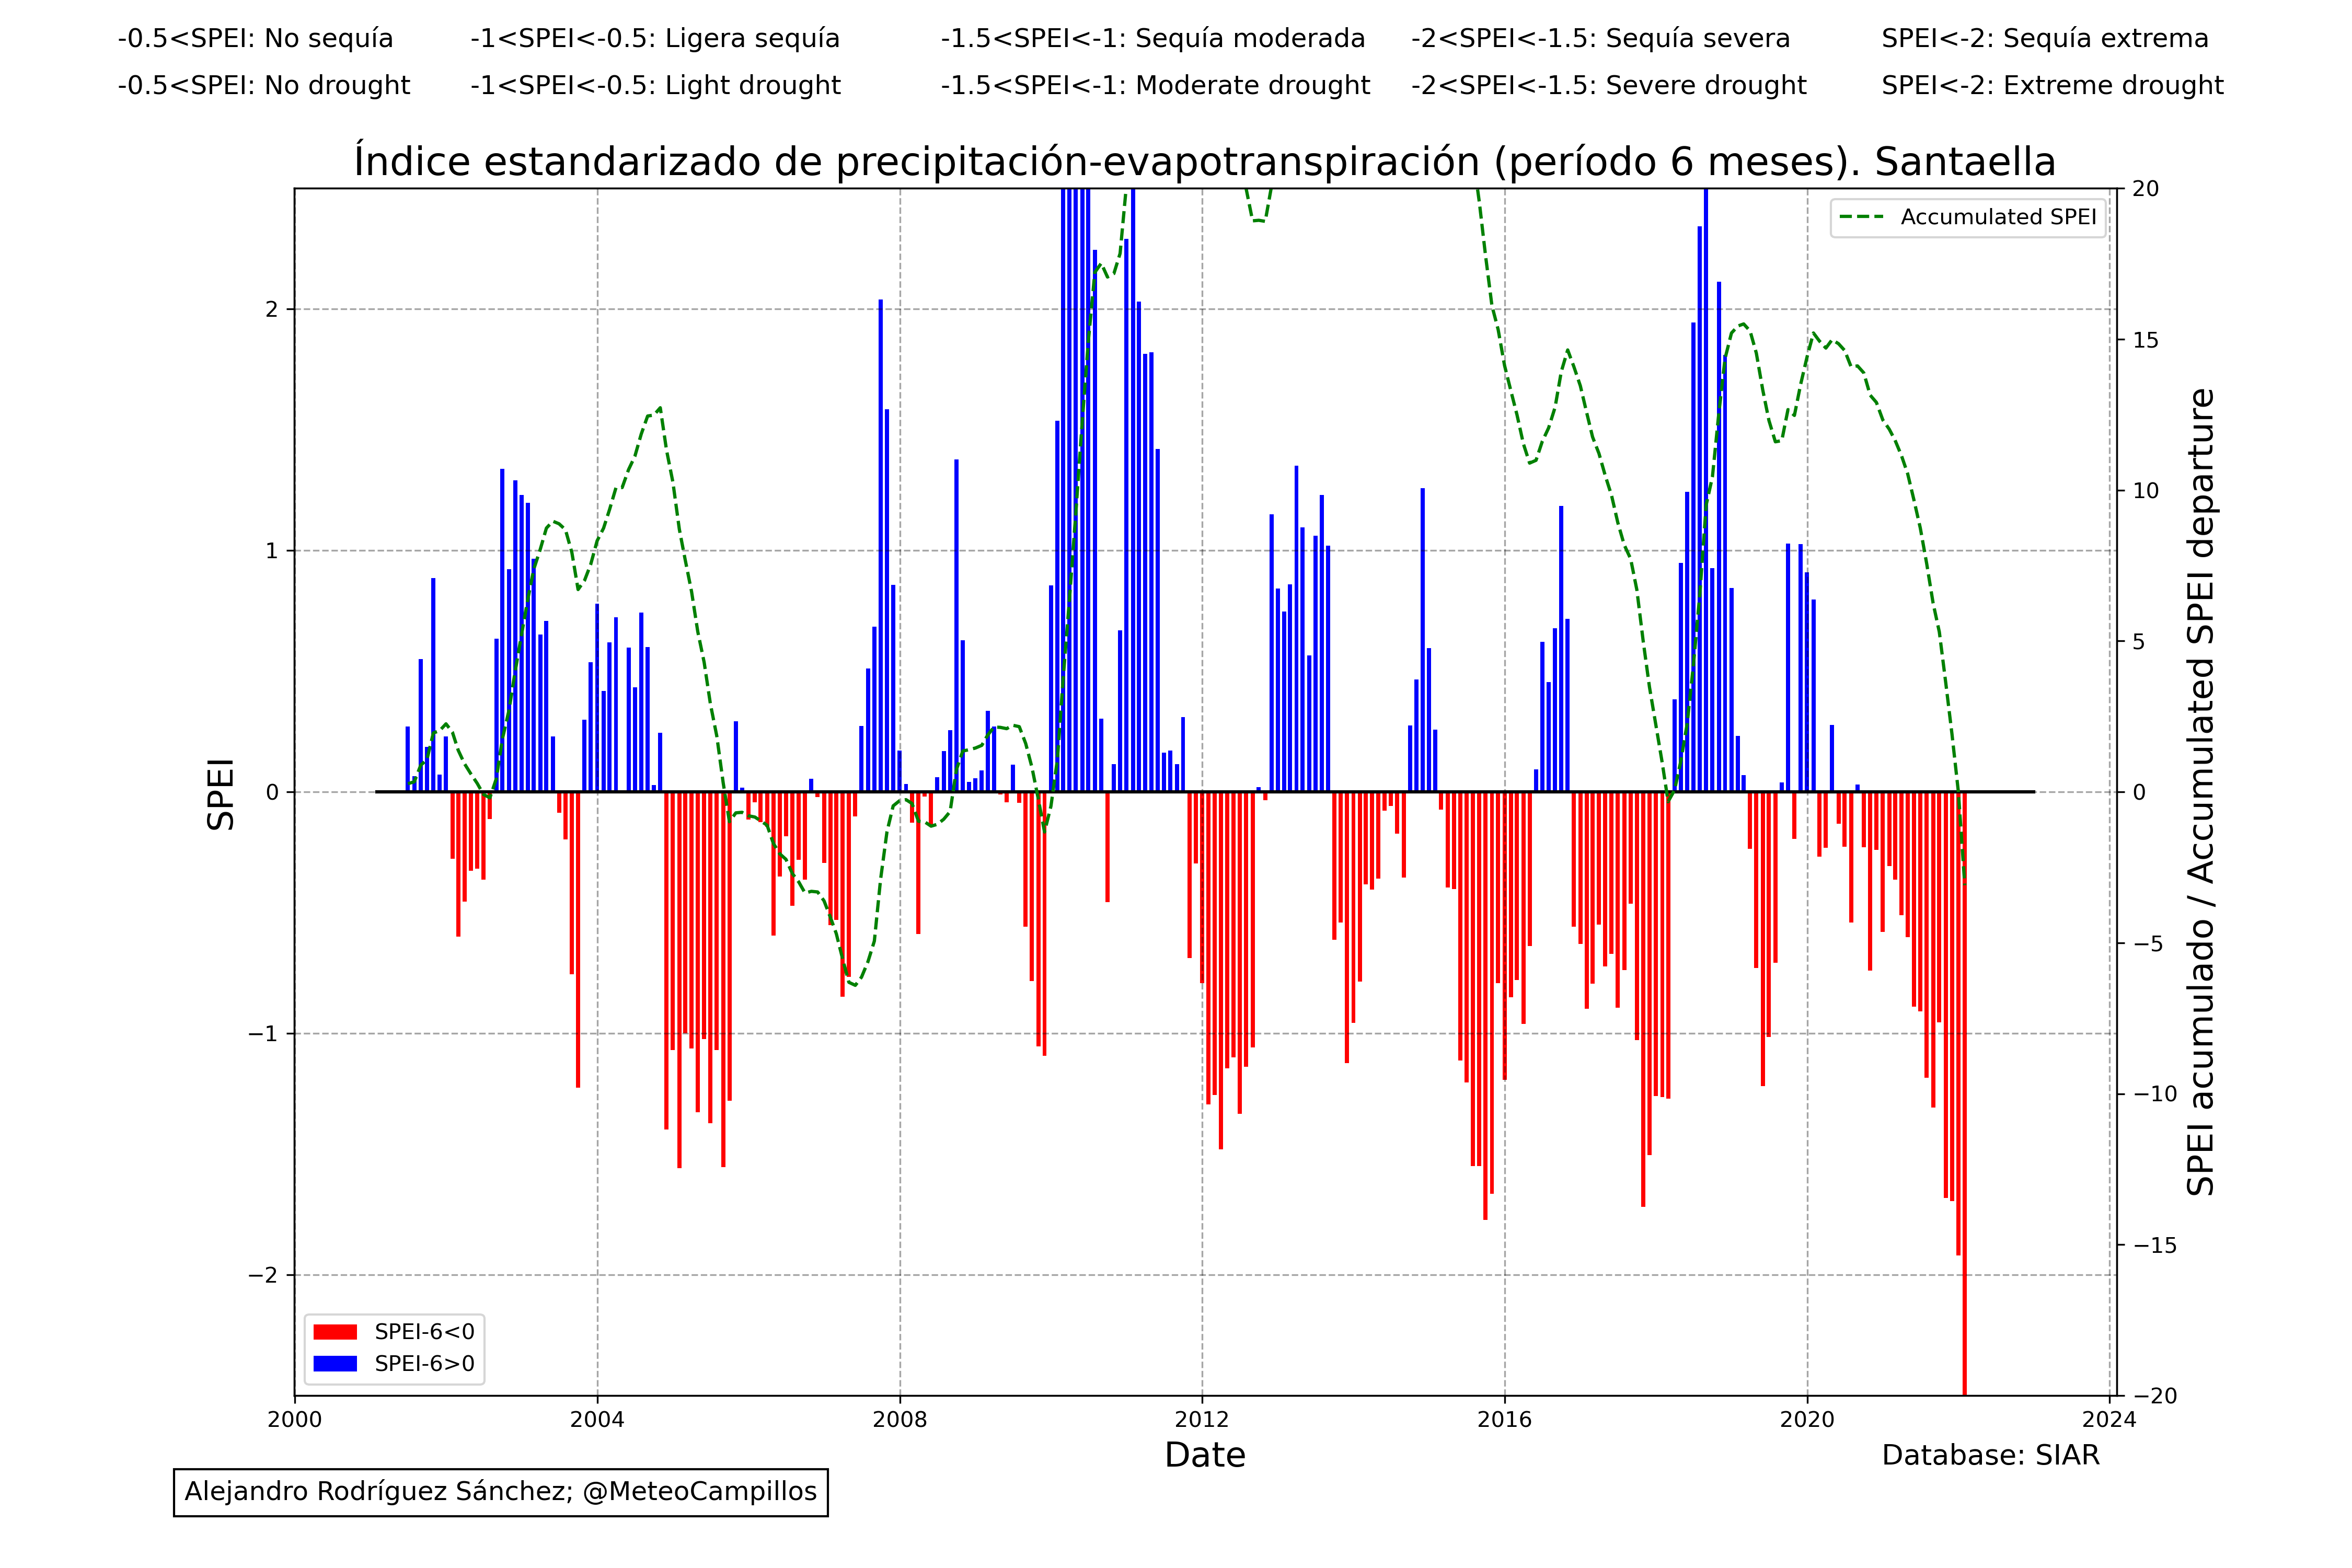 -0.5<SPEI: No sequía
-1<SPEI<-0.5: Ligera sequía
-1.5<SPEI<-1: Sequía moderada
-2<SPEI<-1.5: Sequía severa
SPEI<-2: Sequía extrema
-0.5<SPEI: No drought
-1<SPEI<-0.5: Light drought
-1.5<SPEI<-1: Moderate drought
-2<SPEI<-1.5: Severe drought
SPEI<-2: Extreme drought
Índice estandarizado de precipitación-evapotranspiración (período 6 meses). Santaella
SPEI
2
1
0
−1
−2
Accumulated SPEI
20
15
10
5
0
−5
−10
−15
−20
SPEI acumulado / Accumulated SPEI departure
SPEI-6<0
SPEI-6>0
2000
2004
2008
2012
2016
2020
2024
Date
Database: SIAR
Alejandro Rodríguez Sánchez; @MeteoCampillos